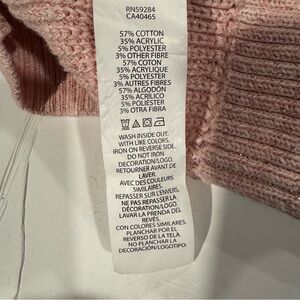 RN59284
CA40465
57% COTTON
35% ACRYLIC
5% POLYESTER
3% OTHER FIBRE
57% COTON
35% ACRYLIQUE
5% POLYESTER
3% AUTRES FIBRES
57% ALGODON
35% ACRILICO
5% POLIÉSTER
3% OTRA FIBRA
WASH INSIDE OUT.
WITH LIKE COLORS.
IRON ON REVERSE SIDE.
DO NOT IRON
DECORATION/LOGO.
RETOURNER AVANT DE
LAVER.
AVEC DES COULEURS
SIMILAIRES.
REPASSER SUR L'ENVERS.
NE PAS REPASSER LA
DÉCORATION/LOGO.
LAVAR LA PRENDA DEL
REVÉS.
CON COLORES SIMILARES.
PLANCHAR POR EL
REVERSO DE LA TELA.
NO PLANCHAR LA
DECORACIÓN/LOGOTIPO.